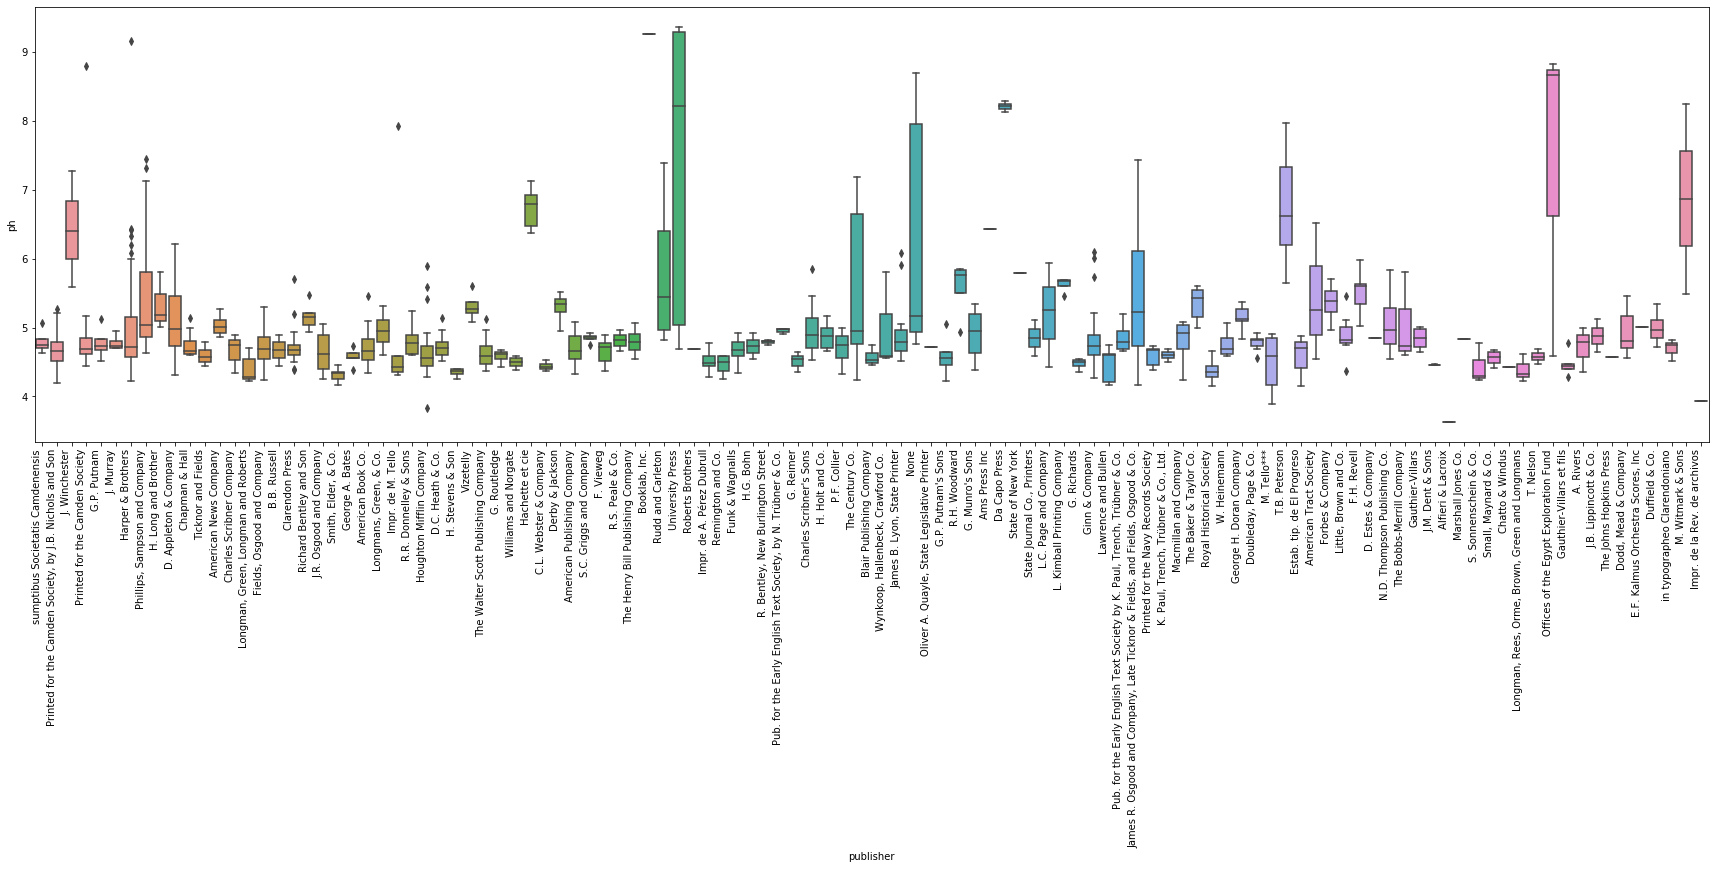 9
8
7
6
5
4
ph
sumptibus Societatis Camdenensis
Printed for the Camden Society, by J.B. Nichols and Son
J. Winchester
Printed for the Camden Society
G.P. Putnam
J. Murray
Harper & Brothers
Phillips, Sampson and Company
H. Long and Brother
D. Appleton & Company
Chapman & Hall
Ticknor and Fields
American News Company
Charles Scribner Company
Longman, Green, Longman and Roberts
Fields, Osgood and Company
B.B. Russell
Clarendon Press
Richard Bentley and Son
J.R. Osgood and Company
Smith, Elder, & Co.
George A. Bates
American Book Co.
Longmans, Green, & Co.
Impr. de M. Tello
R.R. Donnelley & Sons
Houghton Mifflin Company
D.C. Heath & Co.
H. Stevens & Son
Vizetelly
The Walter Scott Publishing Company
G. Routledge
Williams and Norgate
Hachette et cie
C.L. Webster & Company
Derby & Jackson
American Publishing Company
S.C. Griggs and Company
F. Vieweg
R.S. Peale & Co.
The Henry Bill Publishing Company
Booklab, Inc.
Rudd and Carleton
University Press
Roberts Brothers
Impr. de A. Pérez Dubrull
Remington and Co.
Funk & Wagnalls
H.G. Bohn
R. Bentley, New Burlington Street
Pub. for the Early English Text Society, by N. Trübner & Co.
G. Reimer
Charles Scribner's Sons
H. Holt and Co.
P.F. Collier
The Century Co.
Blair Publishing Company
Wynkoop, Hallenbeck, Crawford Co.
James B. Lyon, State Printer
None
Oliver A. Quayle, State Legislative Printer
G.P. Putnam's Sons
R.H. Woodward
G. Munro's Sons
Ams Press Inc
Da Capo Press
State of New York
State Journal Co., Printers
L.C. Page and Company
L. Kimball Printing Company
G. Richards
Ginn & Company
Lawrence and Bullen
Pub. for the Early English Text Society by K. Paul, Trench, Trübner & Co.
James R. Osgood and Company, Late Ticknor & Fields, and Fields, Osgood & Co.
Printed for the Navy Records Society
K. Paul, Trench, Trübner & Co., Ltd.
Macmillan and Company
The Baker & Taylor Co.
Royal Historical Society
W. Heinemann
George H. Doran Company
Doubleday, Page & Co.
M. Tello***
T.B. Peterson
Estab. tip. de El Progreso
American Tract Society
Forbes & Company
Little, Brown and Co.
F.H. Revell
D. Estes & Company
N.D. Thompson Publishing Co.
The Bobbs-Merrill Company
Gauthier-Villars
J.M. Dent & Sons
Alfieri & Lacroix
Marshall Jones Co.
S. Sonnenschein & Co.
Small, Maynard & Co.
Chatto & Windus
Longman, Rees, Orme, Brown, Green and Longmans
T. Nelson
Offices of the Egypt Exploration Fund
Gauthier-Villars et fils
A. Rivers
J.B. Lippincott & Co.
The Johns Hopkins Press
Dodd, Mead & Company
E.F. Kalmus Orchestra Scores, Inc
Duffield & Co.
in typographeo Clarendoniano
M. Witmark & Sons
Impr. de la Rev. de archivos
publisher